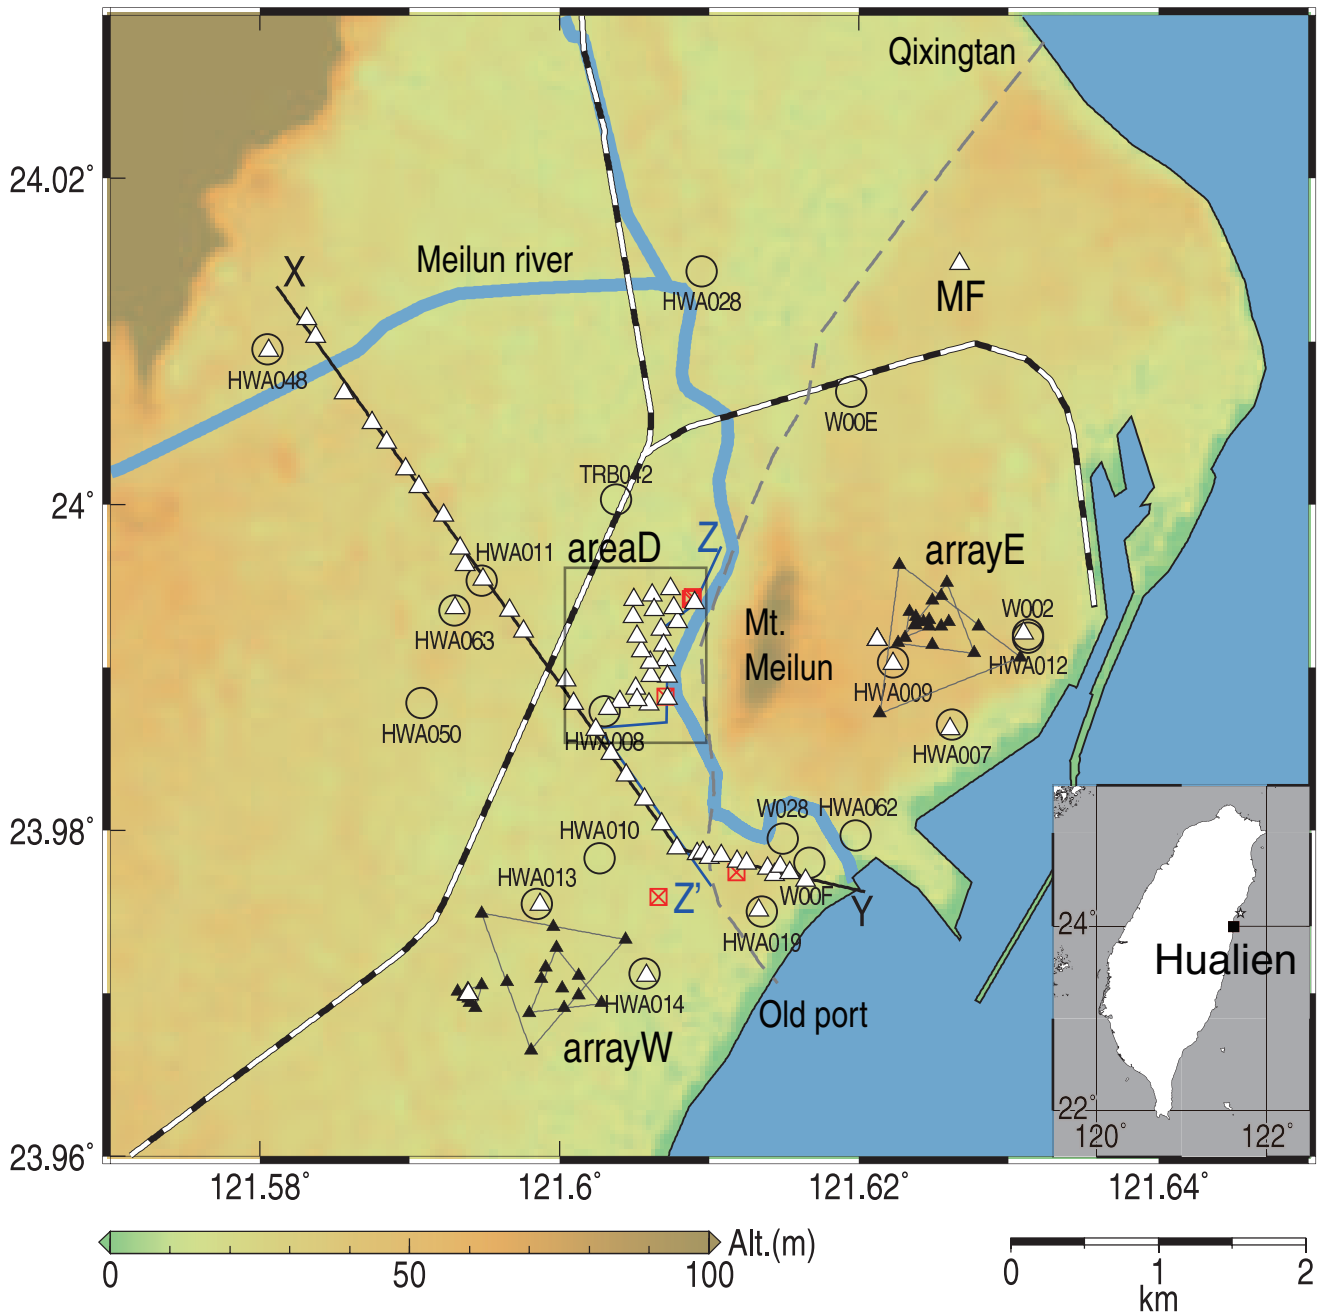 Qixingtan
24.02°
X
Meilun river
HWA028
MF
HWA048
W00E
TRB042
24°
areaD
Z
HWA011
arrayE
HWA063
Mt.
Meilun
W002
HWA012
HWA009
HWA050
HWA008
HWA007
23.98°
W028
HWA062
HWA010
HWA013
Z'
W00F
Y
HWA019
HWA014
Old port
arrayW
24°
Hualien
22°
120°
122°
23.96°
121.58°
121.6°
121.62°
121.64°
Alt.(m)
0
50
100
0
1
2
km